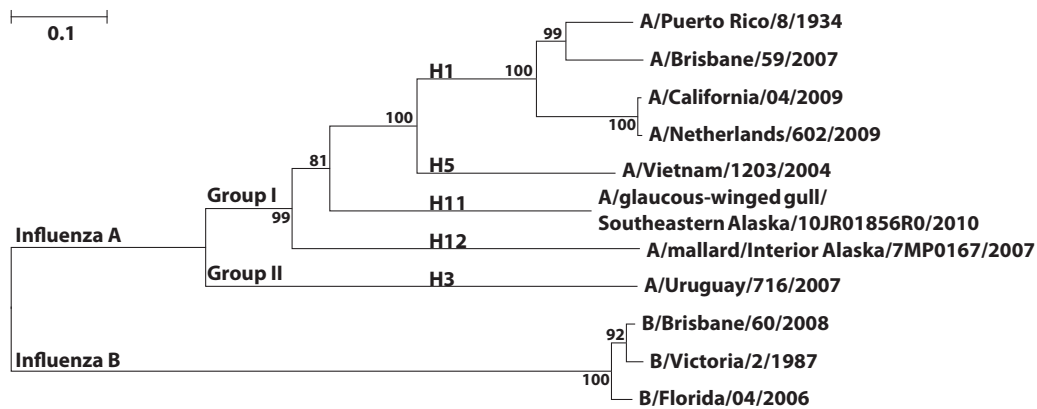 0.1
A/Puerto Rico/8/1934
99
A/Brisbane/59/2007
H1
100
A/California/04/2009
100
A/Netherlands/602/2009
100
81
H5
A/Vietnam/1203/2004
Group I
99
H11
A/glaucous-winged gull/
Southeastern Alaska/10JR01856R0/2010
Influenza A
H12
A/mallard/Interior Alaska/7MP0167/2007
Group II
H3
A/Uruguay/716/2007
B/Brisbane/60/2008
92
Influenza B
B/Victoria/2/1987
100
B/Florida/04/2006